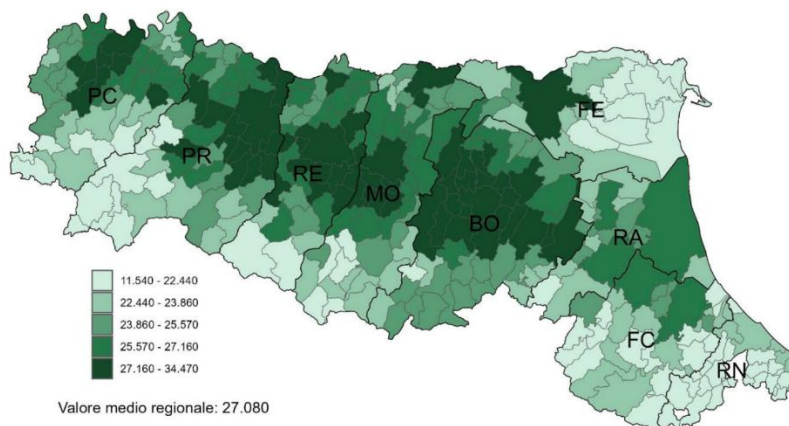 PC
PR
RE
MO
BO
FE
RA
FC
RN
11.540 - 22.440
22.440 - 23.860
23.860 - 25.570
25.570 - 27.160
27.160 - 34.470
Valore medio regionale: 27.080